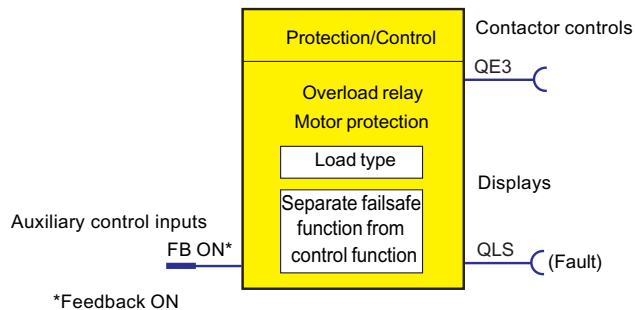 Protection/Control
Contactor controls
QE3
Overload relay
Motor protection
Load type
Displays
Separate failsafe
function from
control function
Auxiliary control inputs
FB ON*
QLS
(Fault)
*Feedback ON